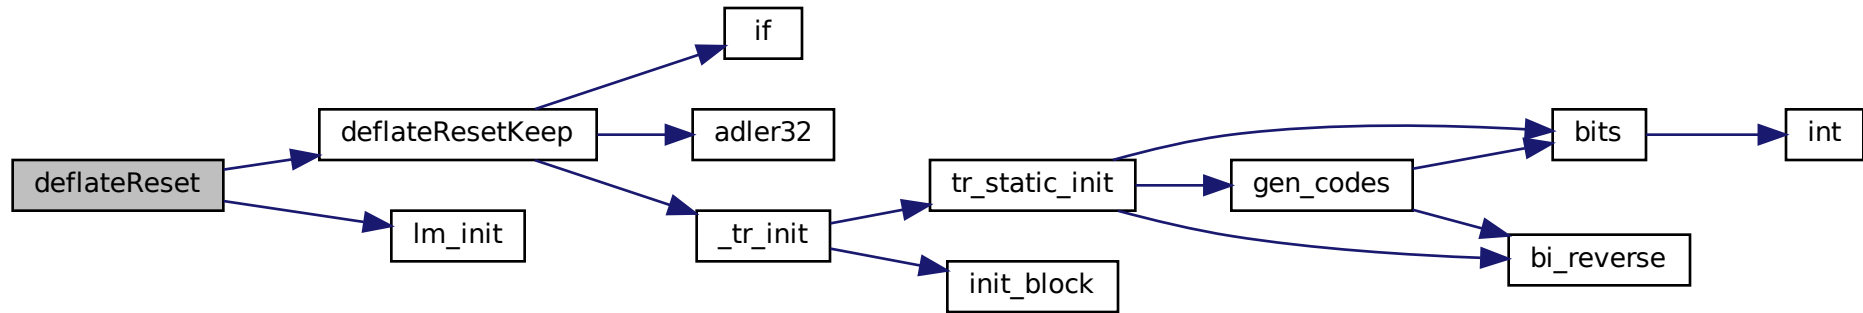 if
deflateResetKeep
adler32
bits
int
deflateReset
tr_static_init
gen_codes
lm_init
_tr_init
bi_reverse
init_block